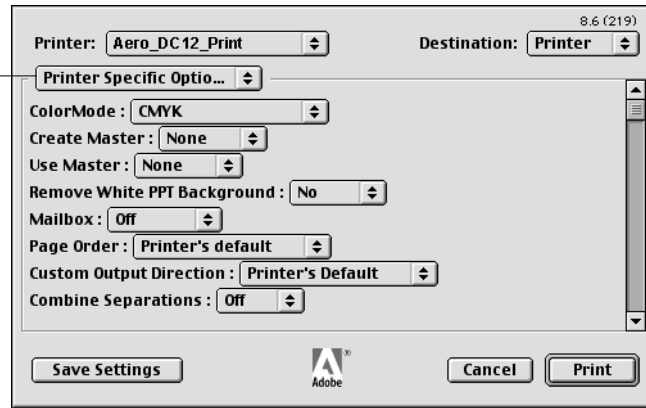 8.6 (219)
Printer: Aero_DC12_Print Destination: Printer
Printer Specific Optio...
ColorMode : CMYK
Create Master : None
Use Master : None
Remove White PPT Background : No
Mailbox : Off
Page Order : Printer's default
Custom Output Direction : Printer's Default
Combine Separations : Off
Save Settings
Adobe
®
Cancel
Print